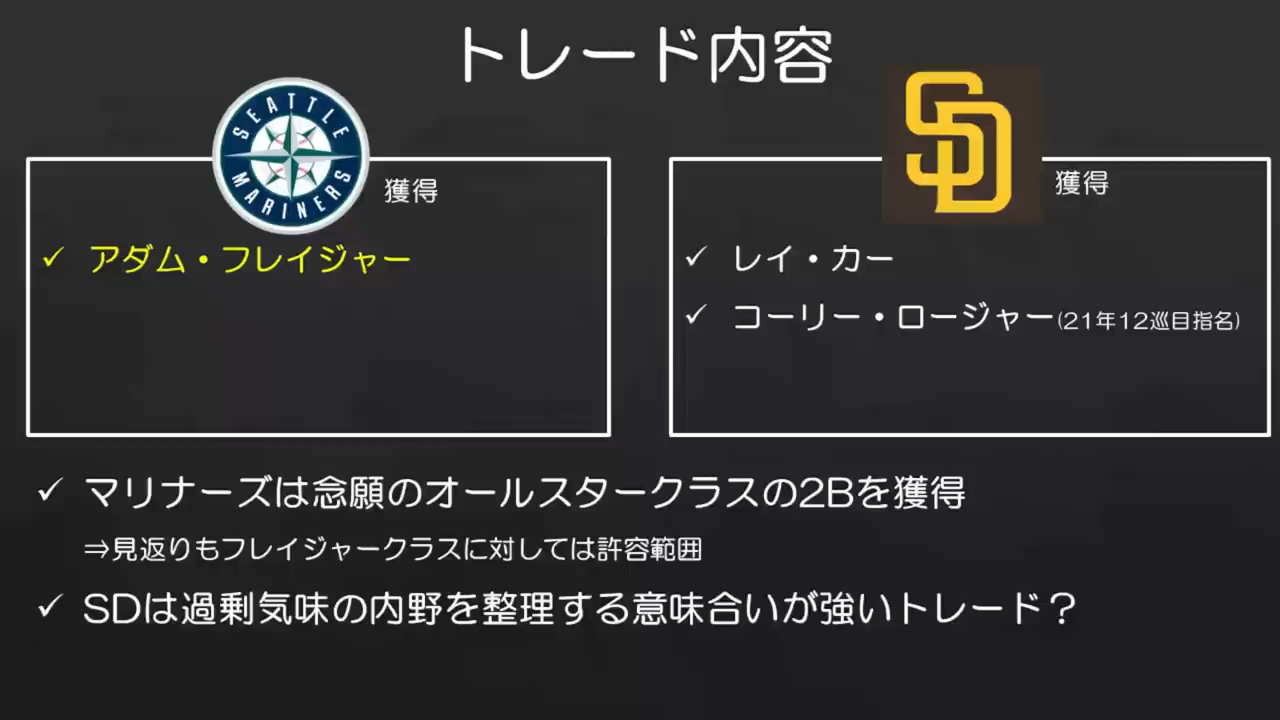 トレード内容
SEATTLE
MARINERS
獲得
✓ アダム・フレイジャー
SD
獲得
✓ レイ・カー
✓ コーリー・ロージャー(21年12巡目指名)
✓ マリナーズは念願のオールスタークラスの2Bを獲得
⇒見返りもフレイジャークラスに対しては許容範囲
✓ SDは過剰気味の内野を整理する意味合いが強いトレード？